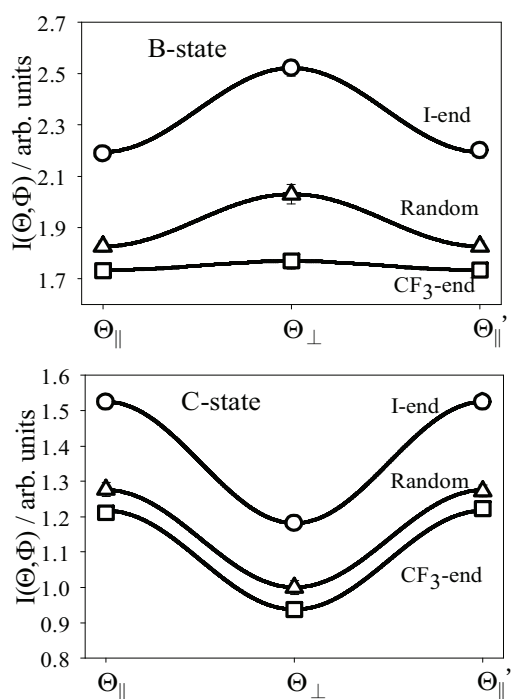 2.7
B-state
2.5
I-end
2.3
2.1
Random
1.9
1.7
CF3-end
I(Θ,Φ) / arb. units
Θ∥
Θ⊥
Θ∥’
1.6
C-state
1.5
I-end
1.4
1.3
Random
1.2
1.1
CF3-end
1.0
0.9
0.8
I(Θ,Φ) / arb. units
Θ∥
Θ⊥
Θ∥’